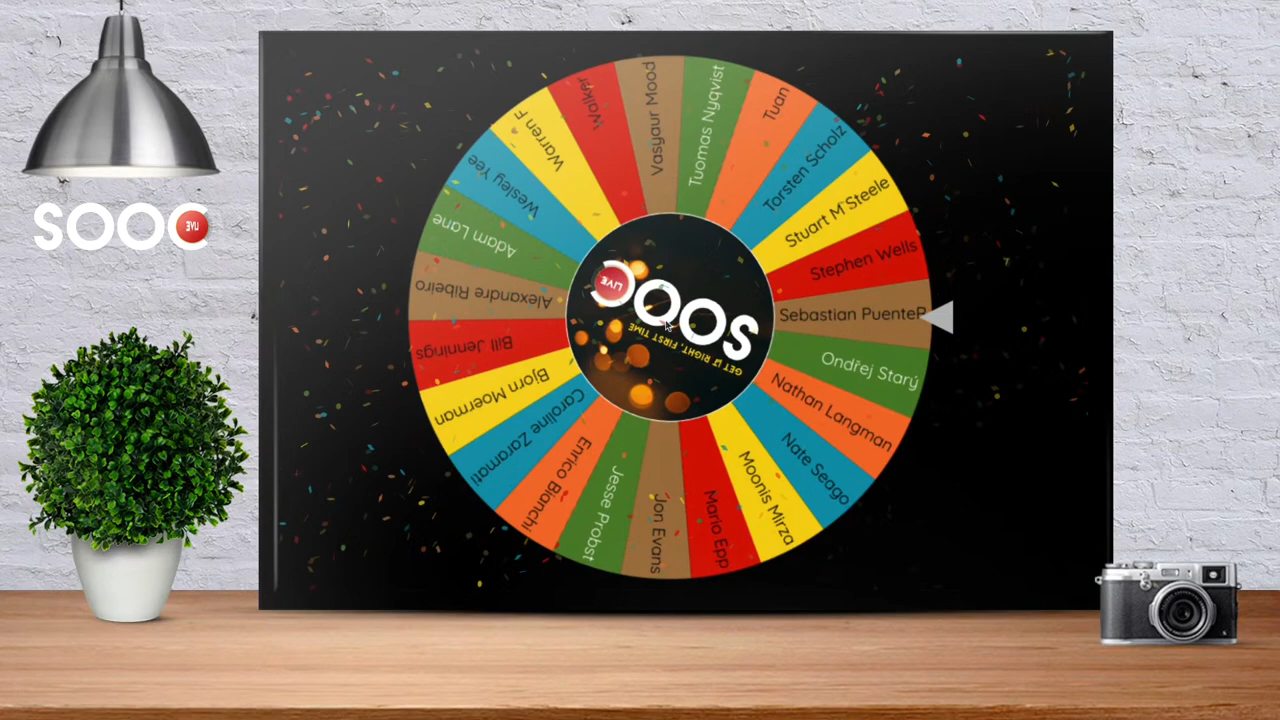 SOOC
LIVE
Vasyaur Mood
Tuomas Nyqvist
Tuan
Torsten Scholz
Stuart M Steele
Stephen Wells
Sebastian PuenteR
Ondřej Starý
Nathan Langman
Nate Seago
Moonis Mirza
Mario Epp
Jon Evans
Jesse Probst
Enrico Bianchi
Caroline Zaramati
Bjorn Moerman
Bill Jennings
Alexandre Ribeiro
Adam Lane
Wesley Yee
Warren F
Walker
SOOC
LIVE
GET IT RIGHT, FIRST TIME